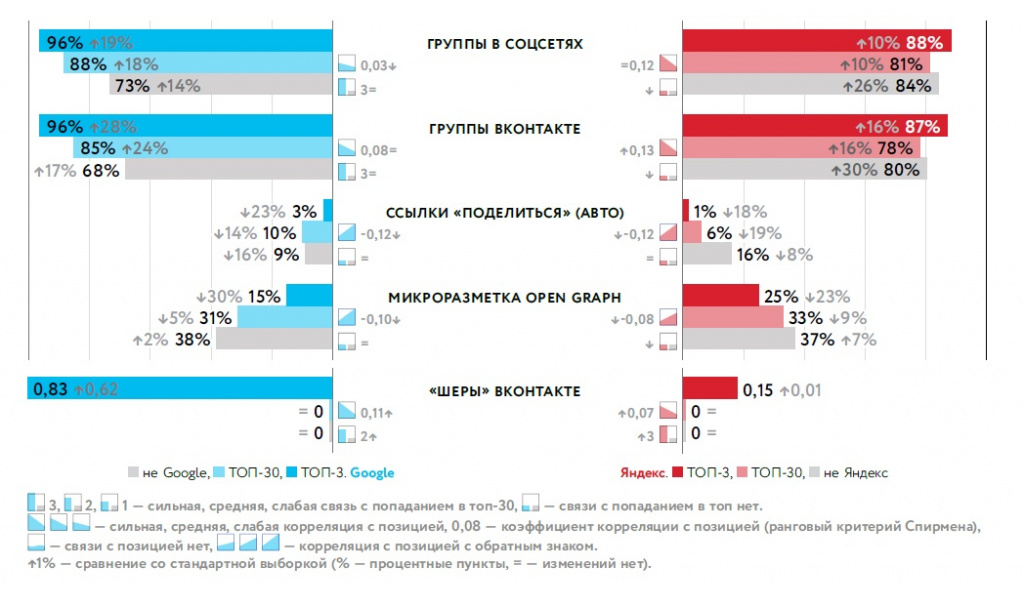 96% ↑19% ГРУППЫ В СОЦСЕТЯХ ↑10% 88%
88% ↑18% 0,03↓ =0,12 ↑10% 81%
73% ↑14% 3= ↓ ↑26% 84%
96% ↑28% ГРУППЫ ВКОНТАКТЕ ↑16% 87%
85% ↑24% 0,08= ↑0,13 ↑16% 78%
↑17% 68% 3= ↓ ↑30% 80%
↓23% 3% ССЫЛКИ «ПОДЕЛИТЬСЯ» (АВТО) 1% ↓18%
↓14% 10% -0,12↓ ↓-0,12 6% ↓19%
↓16% 9% = = 16% ↓8%
↓30% 15% МИКРОРАЗМЕТКА OPEN GRAPH 25% ↓23%
↓5% 31% -0,10↓ ↓-0,08 33% ↓9%
↑2% 38% = ↓ 37% ↑7%
0,83 ↑0,62 «ШЕРЫ» ВКОНТАКТЕ 0,15 ↑0,01
= 0 0,11↑ ↑0,07 0 =
= 0 2↑ ↑3 0 =
не Google, ТОП-30, ТОП-3. Google Яндекс. ТОП-3, ТОП-30, не Яндекс
3, 2, 1 — сильная, средняя, слабая связь с попаданием в топ-30, — связи с попаданием в топ нет.
— сильная, средняя, слабая корреляция с позицией, 0,08 — коэффициент корреляции с позицией (ранговый критерий Спирмена),
— связи с позицией нет, — корреляция с позицией с обратным знаком.
↑1% — сравнение со стандартной выборкой (% — процентные пункты, = — изменений нет).